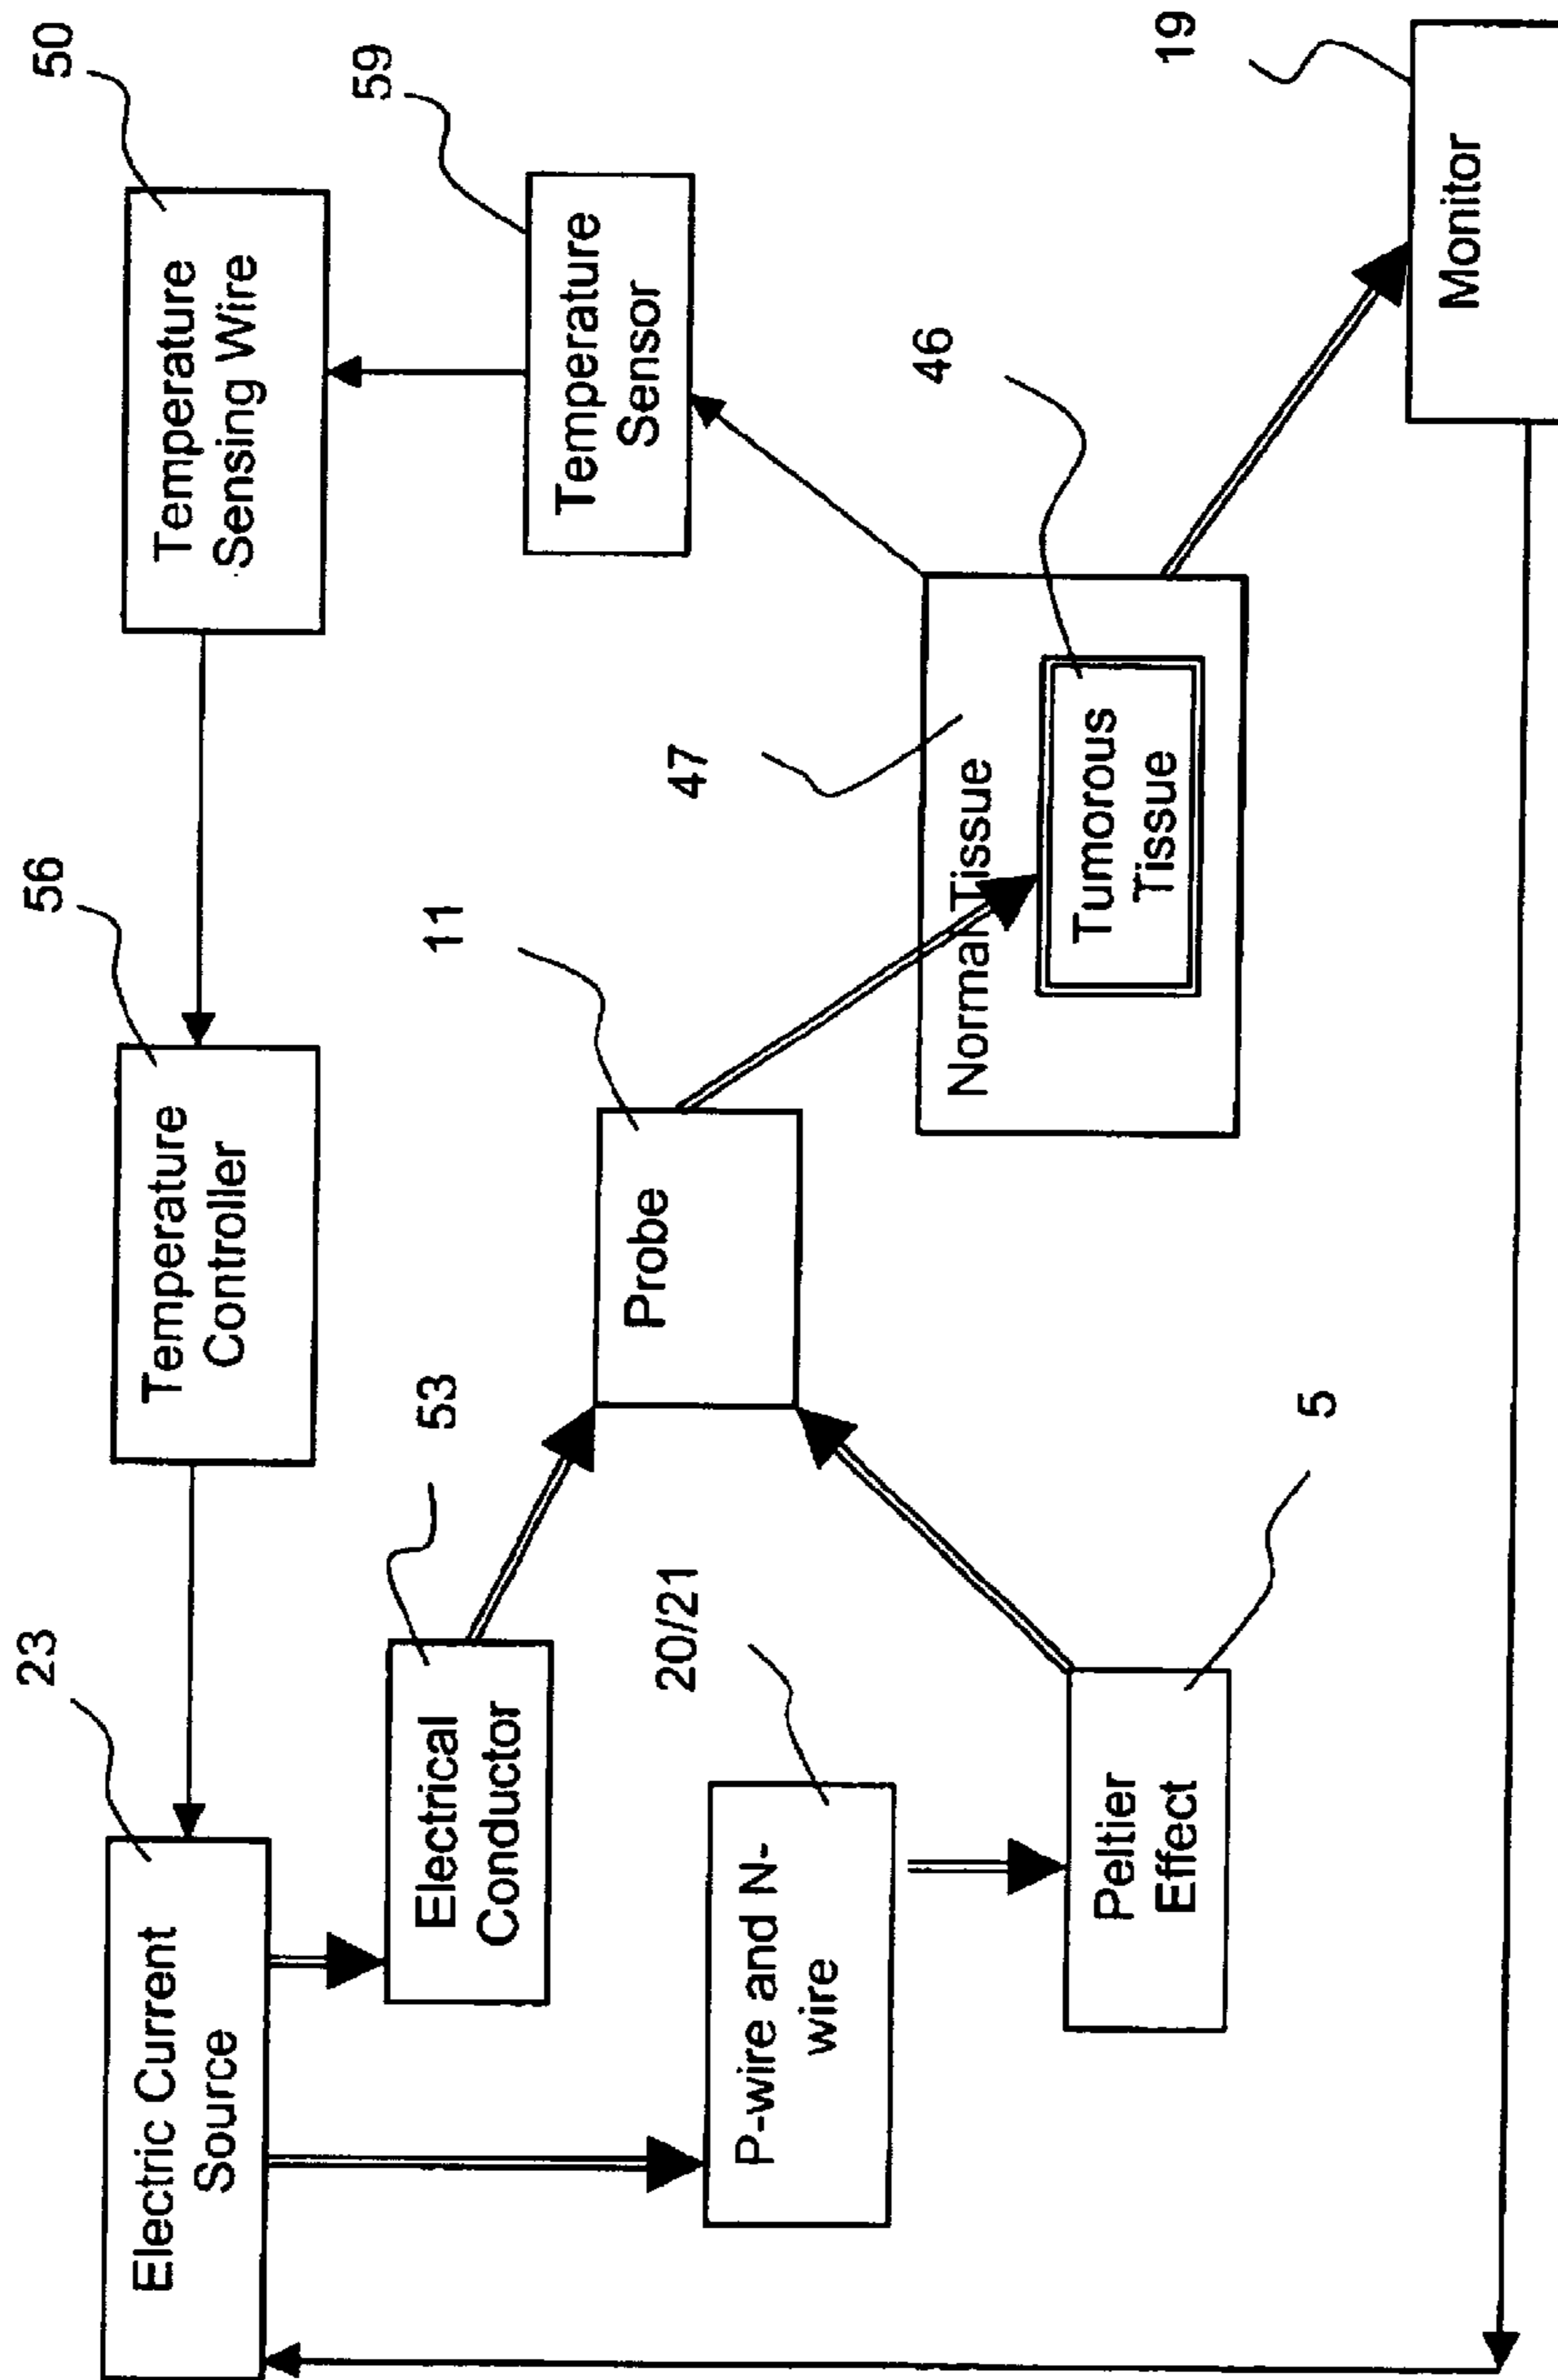 23
56
50
Electric Current
Source
Temperature
Controller
Temperature
Sensing Wire
53
59
Electrical
Conductor
Temperature
Sensor
20/21
11
47
46
P-wire and N-
wire
Probe
Normal Tissue
Tumorous
Tissue
5
19
Peltier
Effect
Monitor